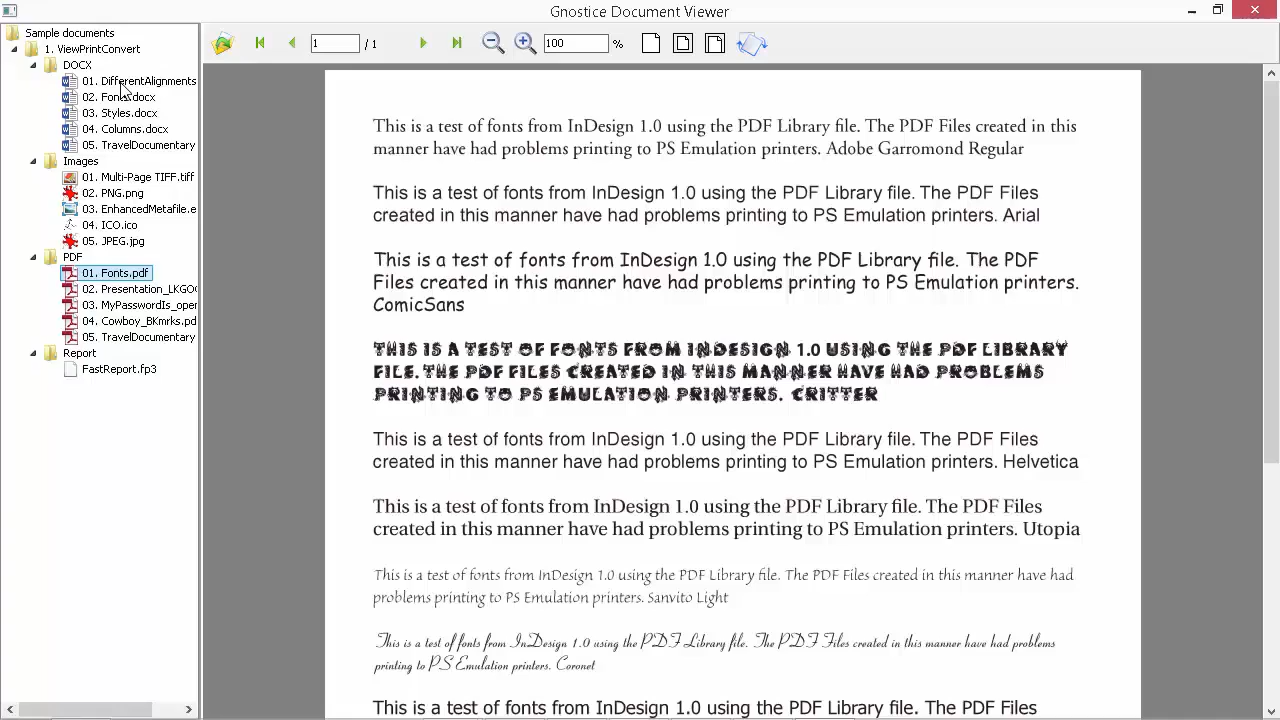 Gnostice Document Viewer
Sample documents
1. ViewPrintConvert
DOCX
01. DifferentAlignments
02. Fonts.docx
03. Styles.docx
04. Columns.docx
05. TravelDocumentary
Images
01. Multi-Page TIFF.tiff
02. PNG.png
03. EnhancedMetafile.e
04. ICO.ico
05. JPEG.jpg
PDF
01. Fonts.pdf
02. Presentation_LKGO
03. MyPasswordIs_open
04. Cowboy_BKmrks.pd
05. TravelDocumentary
Report
FastReport.fp3
1 / 1 100 %
This is a test of fonts from InDesign 1.0 using the PDF Library file. The PDF Files created in this
manner have had problems printing to PS Emulation printers. Adobe Garromond Regular
This is a test of fonts from InDesign 1.0 using the PDF Library file. The PDF Files
created in this manner have had problems printing to PS Emulation printers. Arial
This is a test of fonts from InDesign 1.0 using the PDF Library file. The PDF
Files created in this manner have had problems printing to PS Emulation printers.
ComicSans
THIS IS A TEST OF FONTS FROM INDESIGN 1.0 USING THE PDF LIBRARY
FILE. THE PDF FILES CREATED IN THIS MANNER HAVE HAD PROBLEMS
PRINTING TO PS EMULATION PRINTERS. CRITTER
This is a test of fonts from InDesign 1.0 using the PDF Library file. The PDF Files
created in this manner have had problems printing to PS Emulation printers. Helvetica
This is a test of fonts from InDesign 1.0 using the PDF Library file. The PDF Files
created in this manner have had problems printing to PS Emulation printers. Utopia
This is a test of fonts from InDesign 1.0 using the PDF Library file. The PDF Files created in this manner have had
problems printing to PS Emulation printers. Sanvito Light
This is a test of fonts from InDesign 1.0 using the PDF Library file. The PDF Files created in this manner have had problems
printing to PS Emulation printers. Coronet
This is a test of fonts from InDesign 1.0 using the PDF Library file. The PDF Files